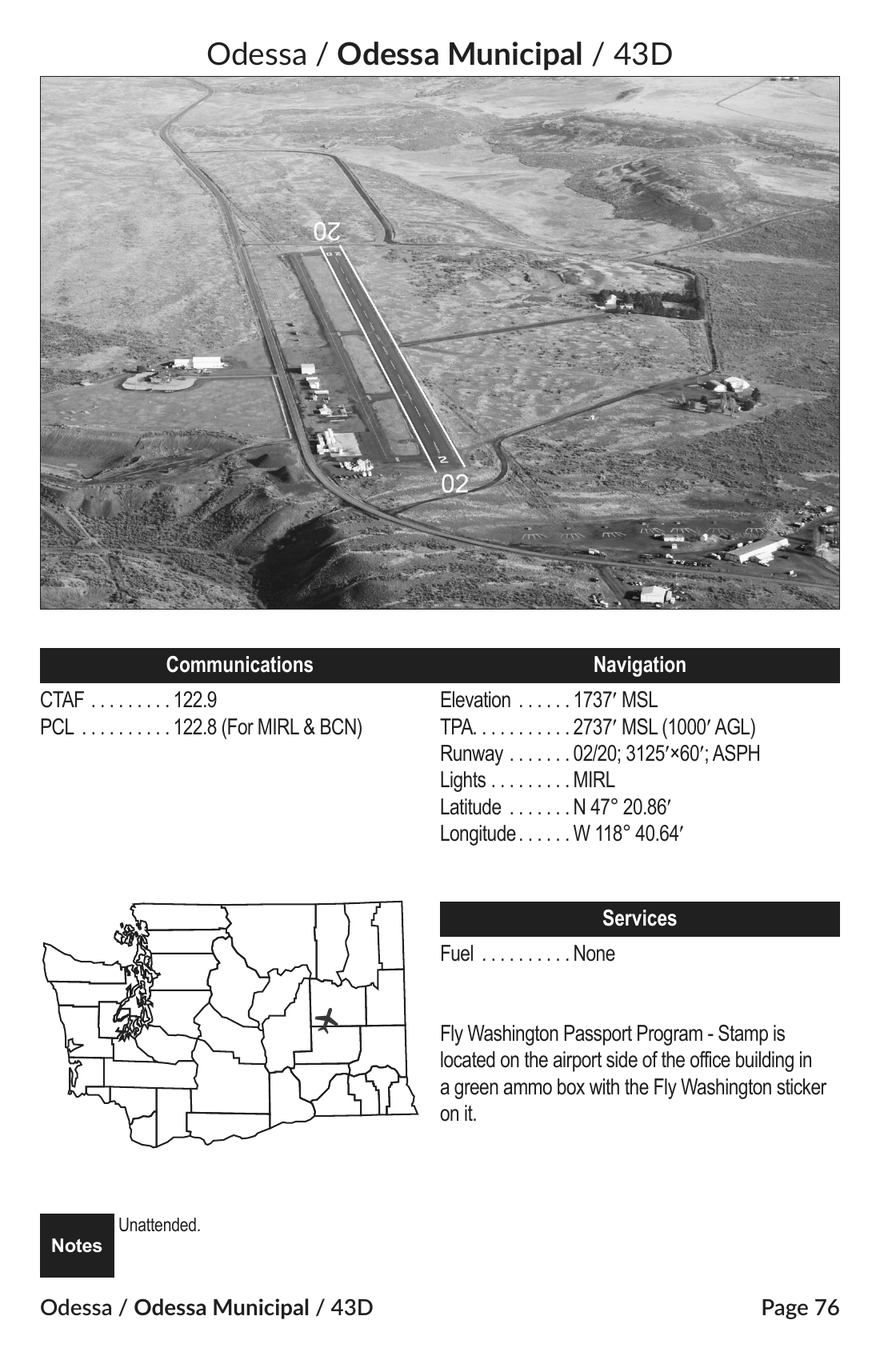 Odessa / Odessa Municipal / 43D
20
02
Communications
CTAF . . . . . . . . . 122.9
PCL . . . . . . . . . . 122.8 (For MIRL & BCN)
Navigation
Elevation . . . . . . 1737′ MSL
TPA. . . . . . . . . . . 2737′ MSL (1000′ AGL)
Runway . . . . . . . 02/20; 3125′×60′; ASPH
Lights . . . . . . . . . MIRL
Latitude . . . . . . . N 47° 20.86′
Longitude . . . . . . W 118° 40.64′
Services
Fuel . . . . . . . . . . None
Fly Washington Passport Program - Stamp is
located on the airport side of the office building in
a green ammo box with the Fly Washington sticker
on it.
Notes
Unattended.
Odessa / Odessa Municipal / 43D
Page 76